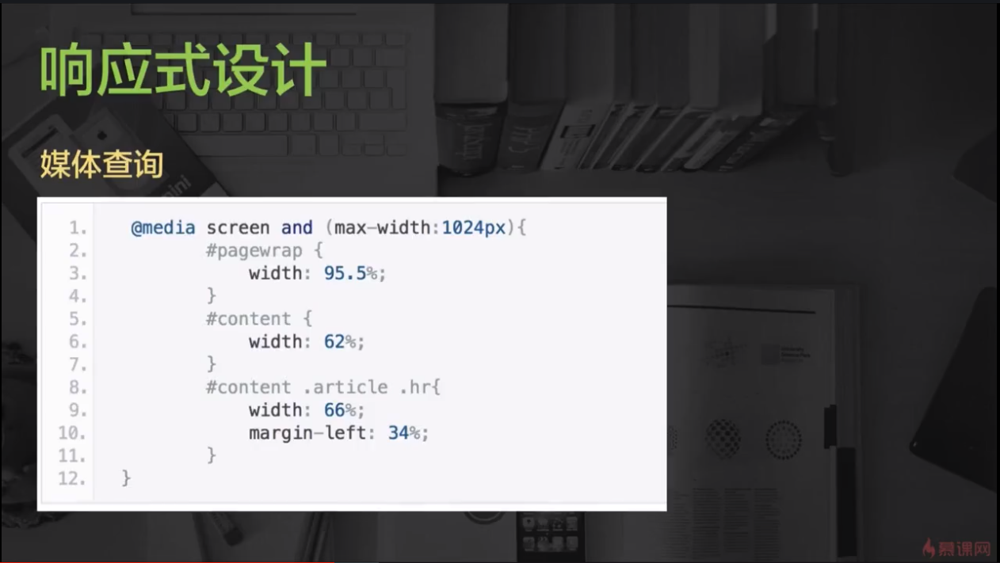 响应式设计
媒体查询
1. @media screen and (max-width:1024px){
2. #pagewrap {
3. width: 95.5%;
4. }
5. #content {
6. width: 62%;
7. }
8. #content .article .hr{
9. width: 66%;
10. margin-left: 34%;
11. }
12. }
mini
慕课网